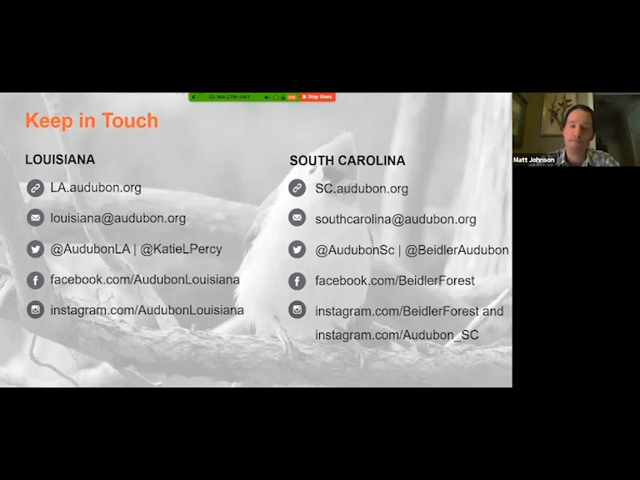 Stop Share
Keep in Touch
Matt Johnson
LOUISIANA
LA.audubon.org
louisiana@audubon.org
@AudubonLA | @KatieLPercy
facebook.com/AudubonLouisiana
instagram.com/AudubonLouisiana
SOUTH CAROLINA
SC.audubon.org
southcarolina@audubon.org
@AudubonSc | @BeidlerAudubon
facebook.com/BeidlerForest
instagram.com/BeidlerForest and
instagram.com/Audubon_SC